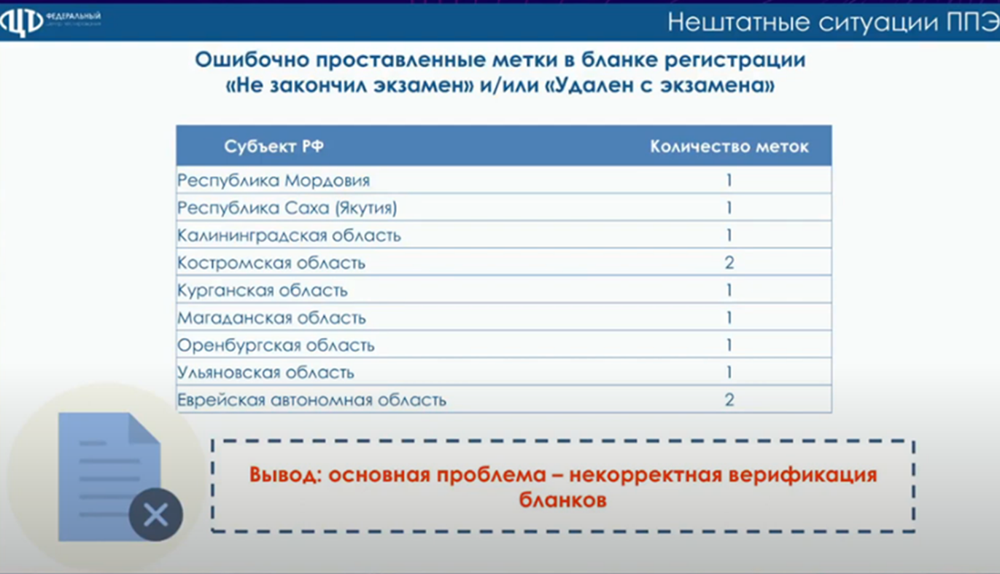 ФЕДЕРАЛЬНЫЙ
центр тестирования
Нештатные ситуации ППЭ
Ошибочно проставленные метки в бланке регистрации
«Не закончил экзамен» и/или «Удален с экзамена»
Субъект РФ Количество меток
Республика Мордовия 1
Республика Саха (Якутия) 1
Калининградская область 1
Костромская область 2
Курганская область 1
Магаданская область 1
Оренбургская область 1
Ульяновская область 1
Еврейская автономная область 2
Вывод: основная проблема – некорректная верификация
бланков